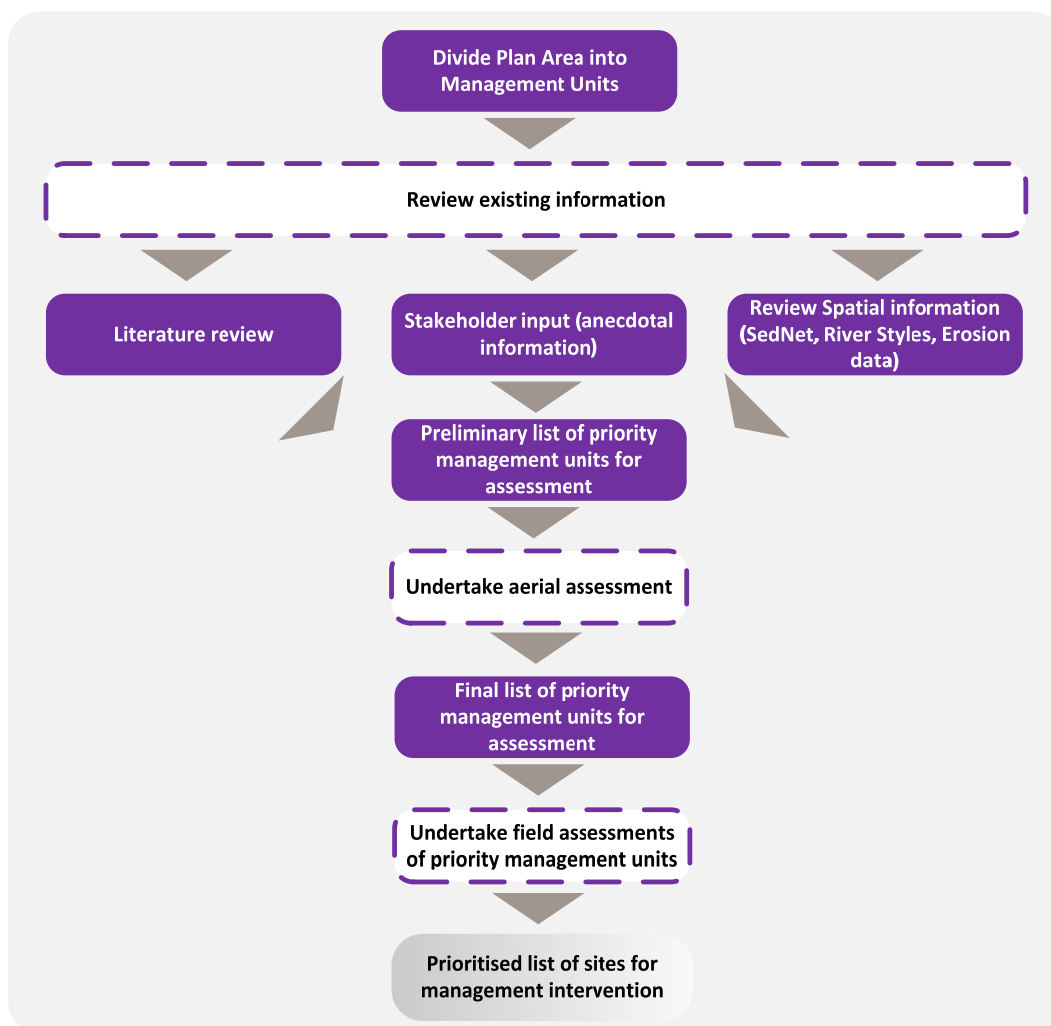 Divide Plan Area into
Management Units
Review existing information
Literature review
Stakeholder input (anecdotal
information)
Review Spatial information
(SedNet, River Styles, Erosion
data)
Preliminary list of priority
management units for
assessment
Undertake aerial assessment
Final list of priority
management units for
assessment
Undertake field assessments
of priority management units
Prioritised list of sites for
management intervention